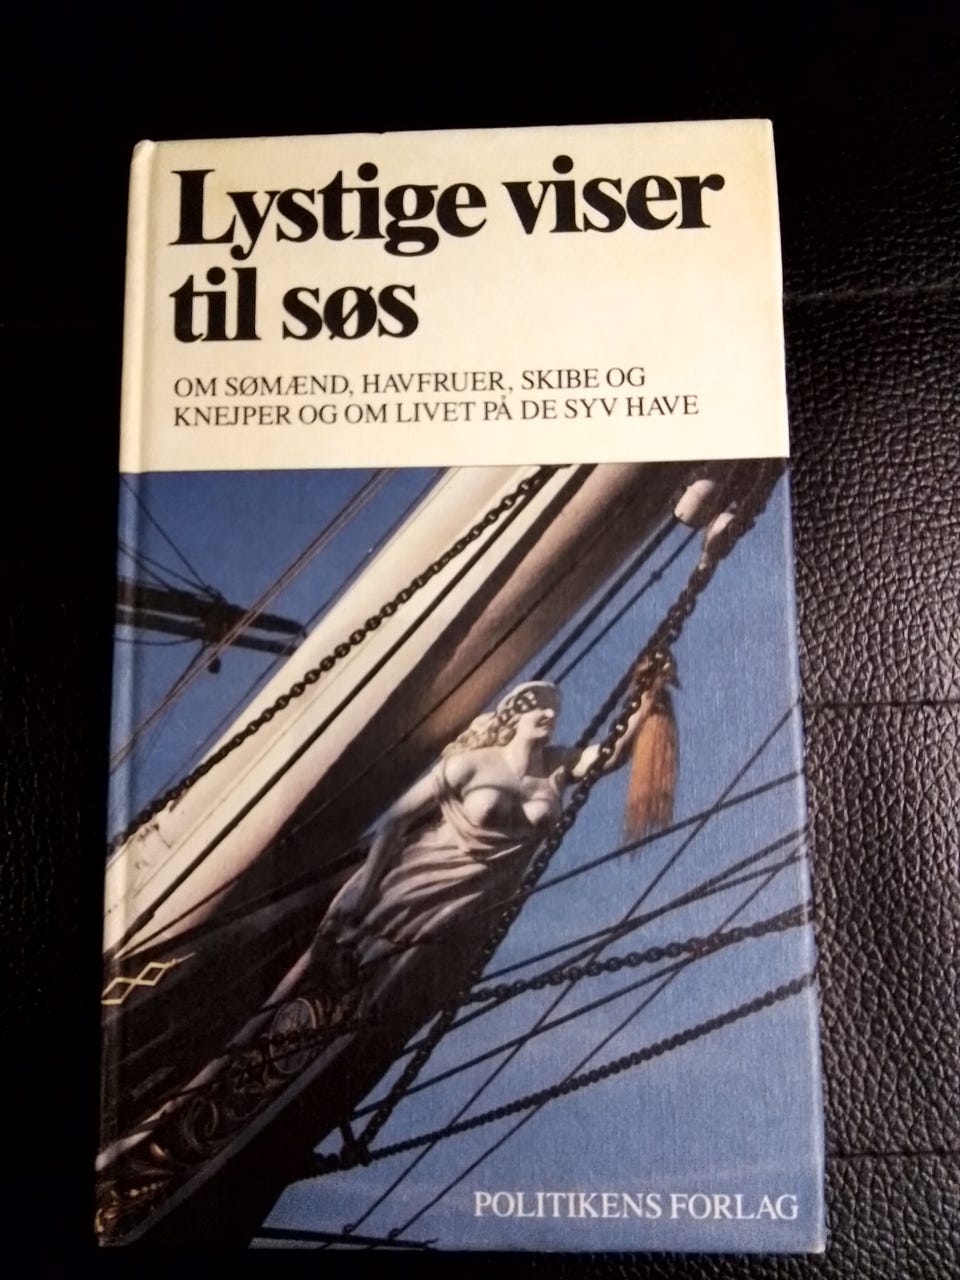 Lystige viser
til søs
OM SØMÆND, HAVFRUER, SKIBE OG
KNEJPER OG OM LIVET PÅ DE SYV HAVE
POLITIKENS FORLAG